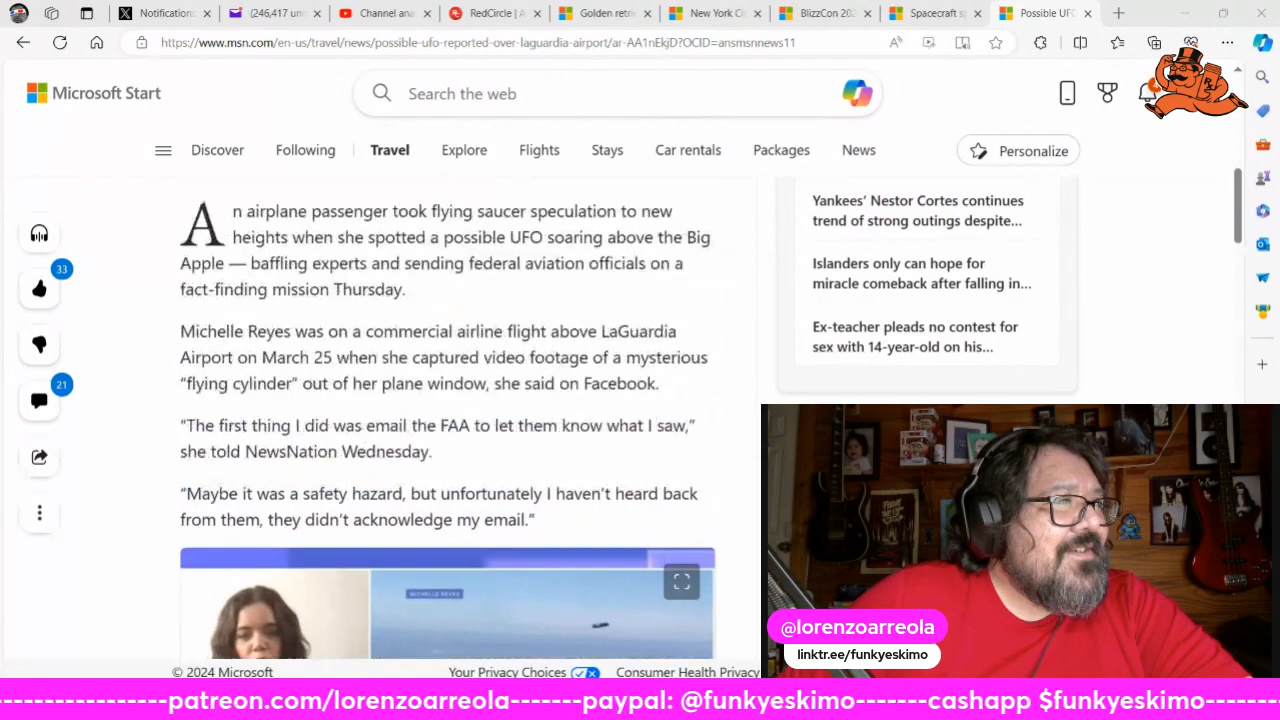 Notifications
(246,417 unr
Channel ana
RedCircle | A
Golden retri
New York Ci
BlizzCon 202
Spacecraft s
Possible UFO
https://www.msn.com/en-us/travel/news/possible-ufo-reported-over-laguardia-airport/ar-AA1nEkjD?OCID=ansmsnnews11
Microsoft Start
Search the web
Discover Following Travel Explore Flights Stays Car rentals Packages News Personalize
An airplane passenger took flying saucer speculation to new
heights when she spotted a possible UFO soaring above the Big
Apple — baffling experts and sending federal aviation officials on a
fact-finding mission Thursday.
Michelle Reyes was on a commercial airline flight above LaGuardia
Airport on March 25 when she captured video footage of a mysterious
“flying cylinder” out of her plane window, she said on Facebook.
“The first thing I did was email the FAA to let them know what I saw,”
she told NewsNation Wednesday.
“Maybe it was a safety hazard, but unfortunately I haven’t heard back
from them, they didn’t acknowledge my email.”
33
21
MICHELLE REYES
Yankees’ Nestor Cortes continues
trend of strong outings despite...
Islanders only can hope for
miracle comeback after falling in...
Ex-teacher pleads no contest for
sex with 14-year-old on his...
© 2024 Microsoft Your Privacy Choices Consumer Health Privacy
@lorenzoarreola
linktr.ee/funkyeskimo
-----------------patreon.com/lorenzoarreola-------paypal: @funkyeskimo-------cashapp $funkyeskimo-------